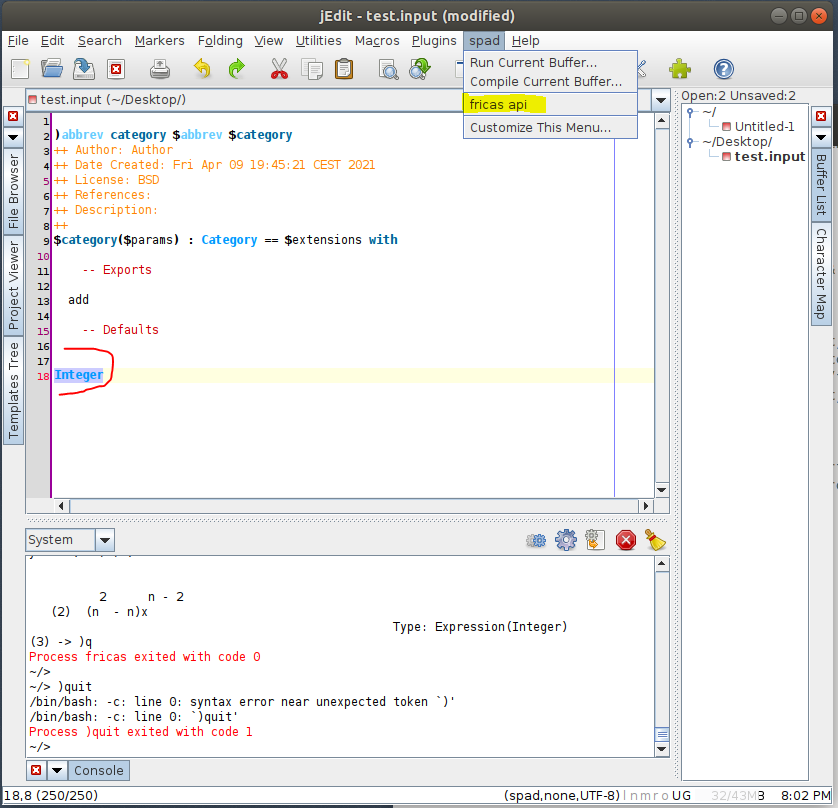 jEdit - test.input (modified)
File Edit Search Markers Folding View Utilities Macros Plugins spad Help
Run Current Buffer...
Compile Current Buffer...
fricas api
Customize This Menu...
test.input (~/Desktop/)
Open:2 Unsaved:2
~/
Untitled-1
~/Desktop/
test.input
File Browser
Project Viewer
Templates Tree
Buffer List
Character Map
1
2 )abbrev category $abbrev $category
3 ++ Author: Author
4 ++ Date Created: Fri Apr 09 19:45:21 CEST 2021
5 ++ License: BSD
6 ++ References:
7 ++ Description:
8 ++
9 $category($params) : Category == $extensions with
10
11 -- Exports
12
13 add
14
15 -- Defaults
16
17
18 Integer
System
2 n - 2
(2) (n - n)x
Type: Expression(Integer)
(3) -> )q
Process fricas exited with code 0
~/>
~/> )quit
/bin/bash: -c: line 0: syntax error near unexpected token `)'
/bin/bash: -c: line 0: `)quit'
Process )quit exited with code 1
~/>
Console
18,8 (250/250)
(spad,none,UTF-8) l n m r o UG
32/43MB
8:02 PM